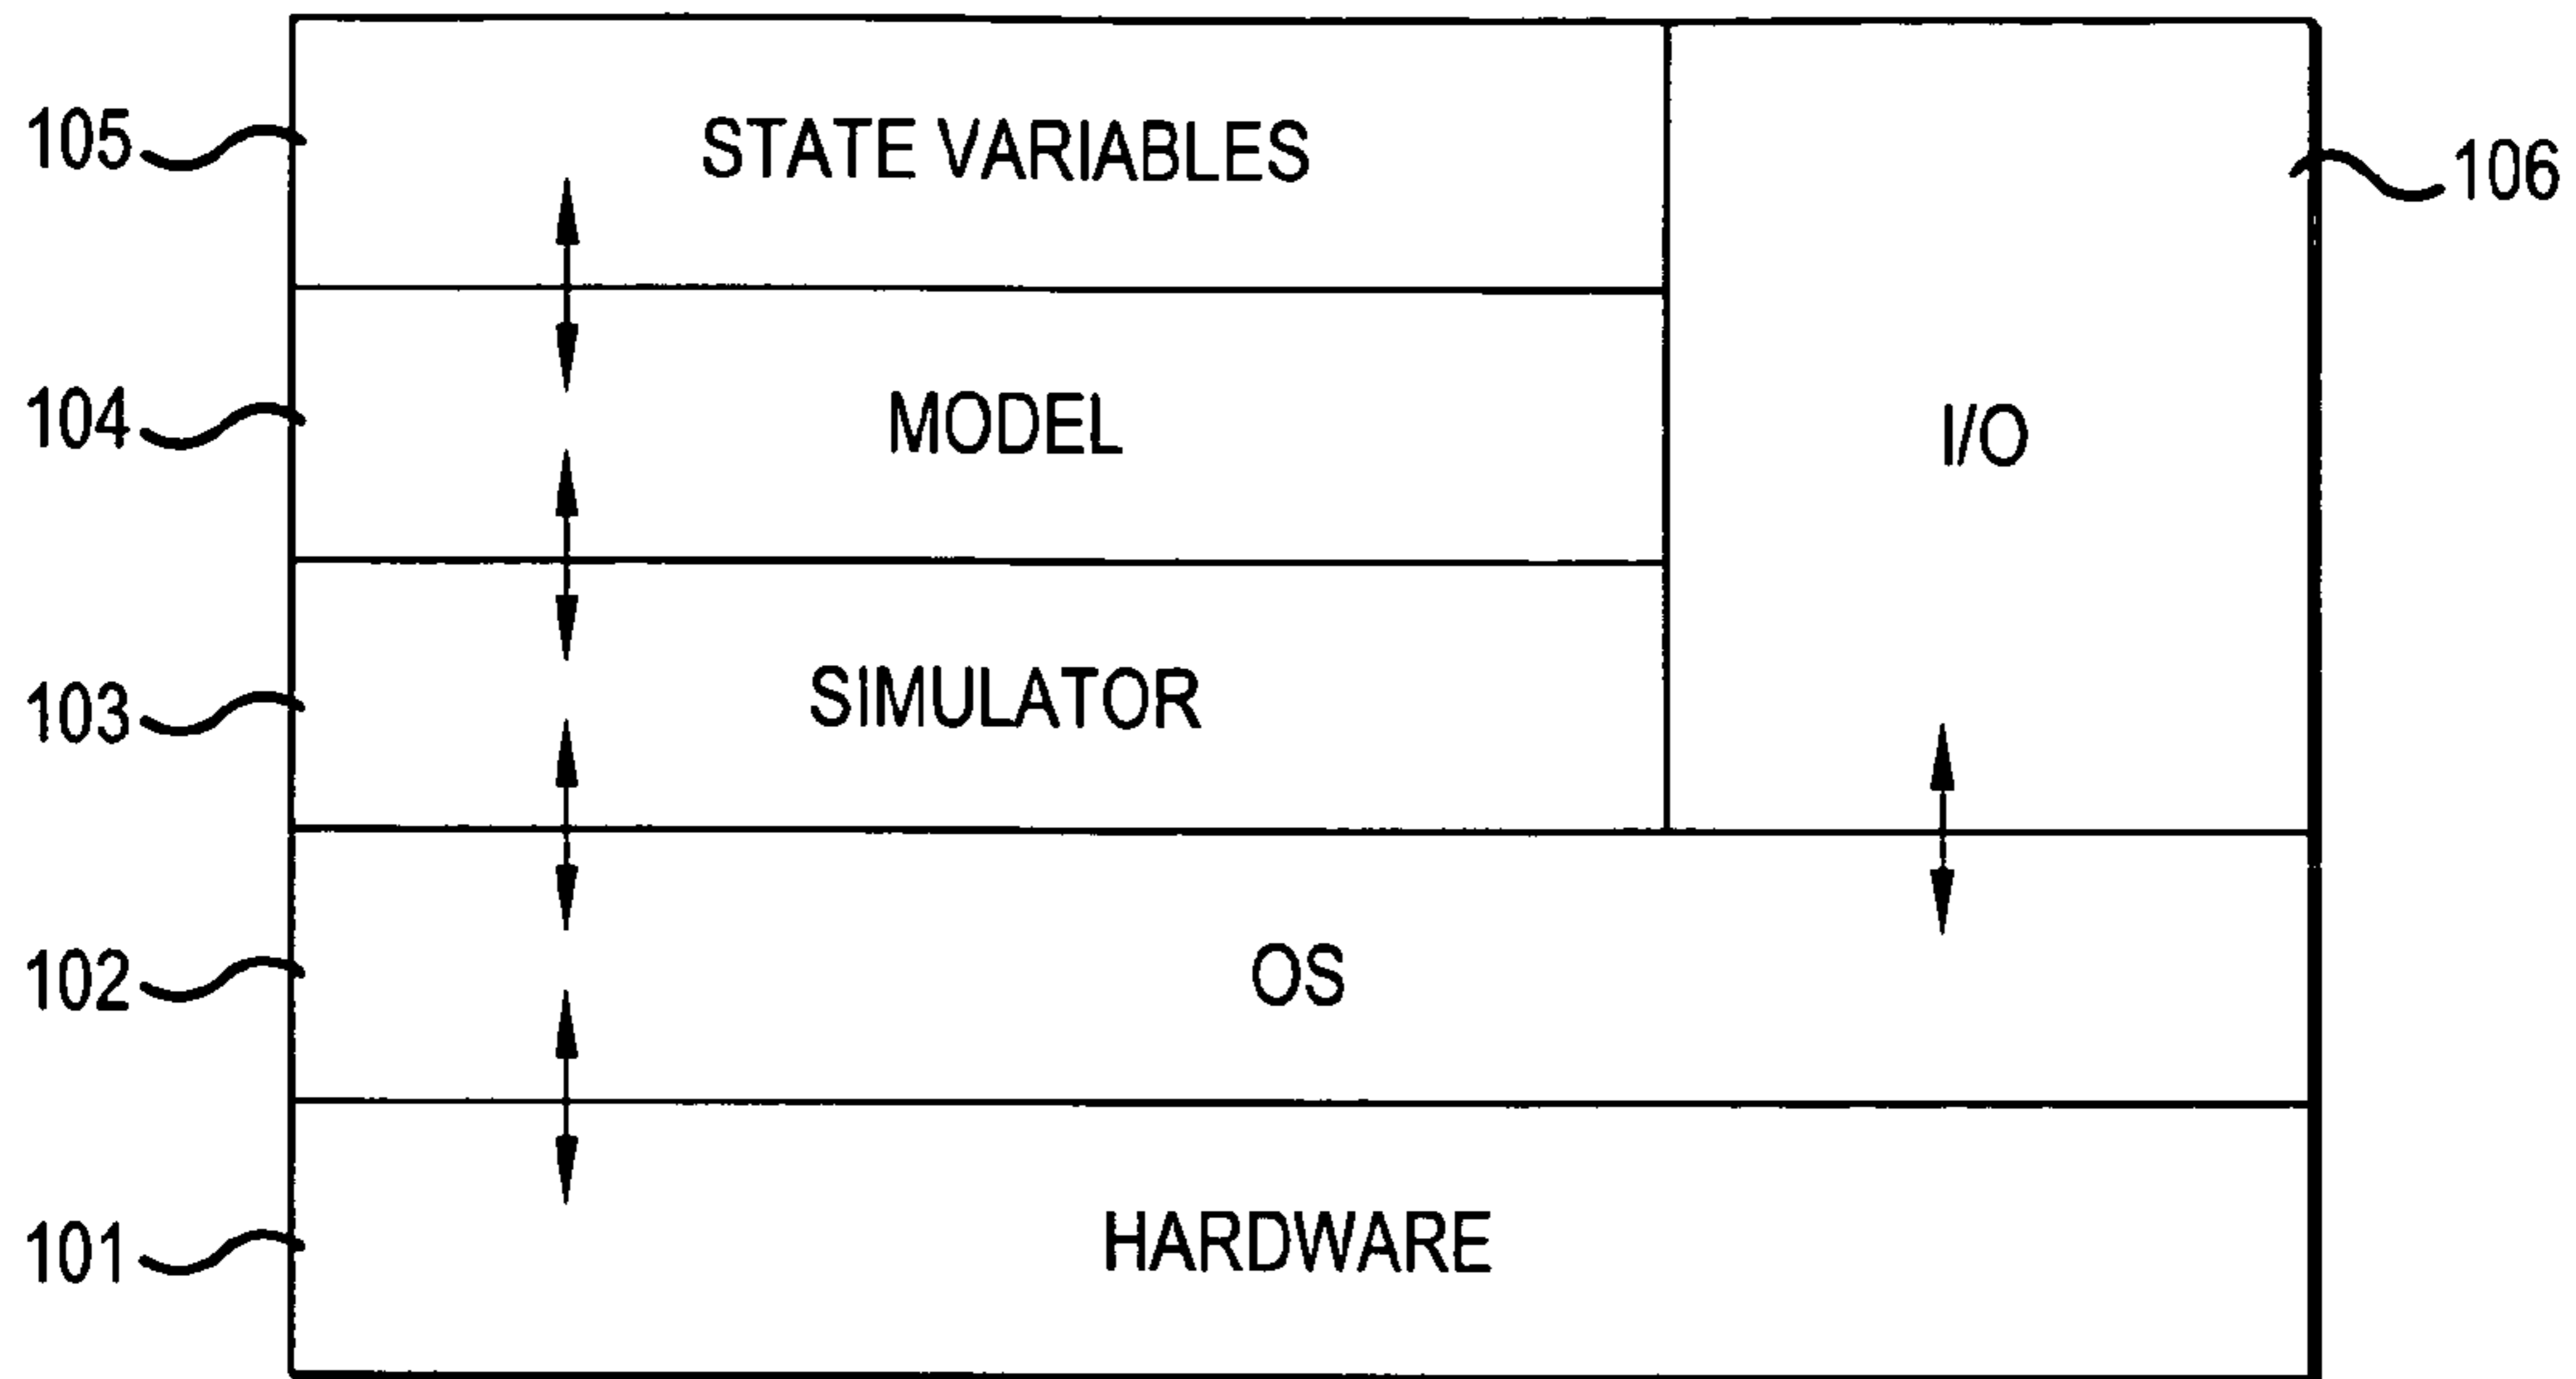 105
STATE VARIABLES
106
104
MODEL
I/O
103
SIMULATOR
102
OS
101
HARDWARE